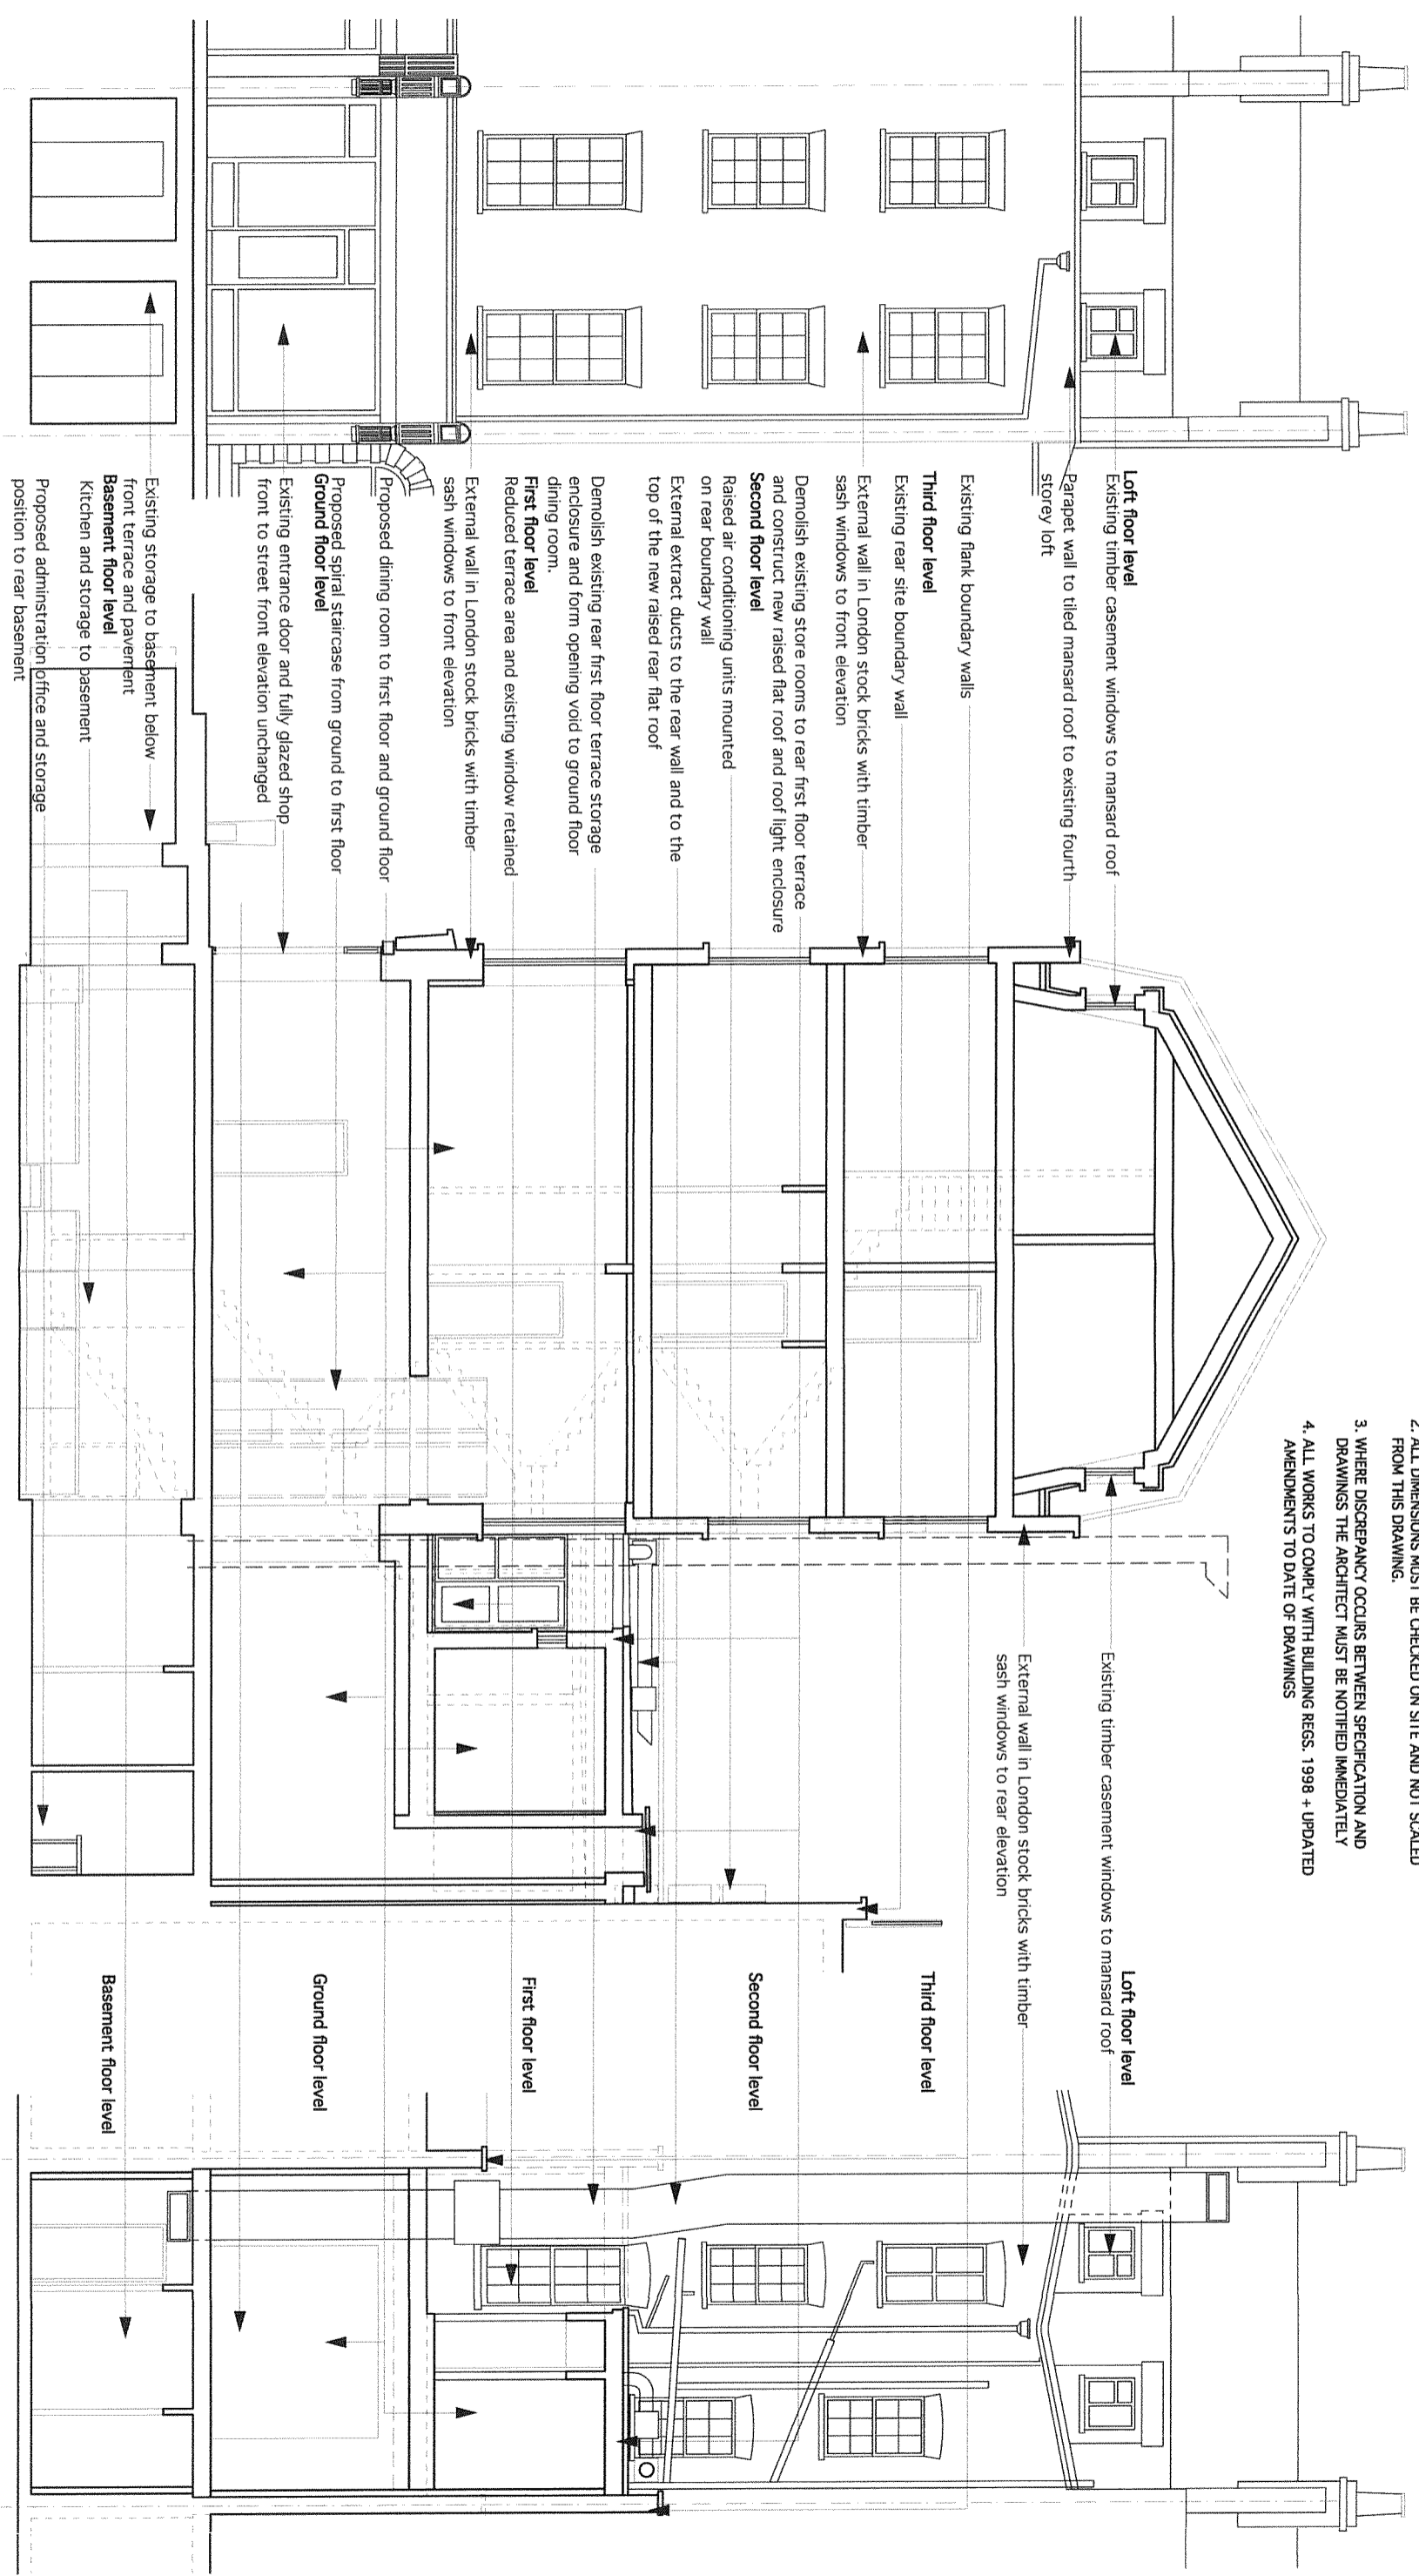 2. ALL DIMENSIONS MUST BE CHECKED ON SITE AND NOT SCALED
FROM THIS DRAWING.
3. WHERE DISCREPANCY OCCURS BETWEEN SPECIFICATION AND
DRAWINGS THE ARCHITECT MUST BE NOTIFIED IMMEDIATELY
4. ALL WORKS TO COMPLY WITH BUILDING REGS. 1998 + UPDATED
AMENDMENTS TO DATE OF DRAWINGS
Loft floor level
Existing timber casement windows to mansard roof
Parapet wall to tiled mansard roof to existing fourth
storey loft
Existing flank boundary walls
Third floor level
Existing rear site boundary wall
External wall in London stock bricks with timber
sash windows to front elevation
Demolish existing store rooms to rear first floor terrace
and construct new raised flat roof and roof light enclosure
Second floor level
Raised air conditioning units mounted
on rear boundary wall
External extract ducts to the rear wall and to the
top of the new raised rear flat roof
Demolish existing rear first floor terrace storage
enclosure and form opening void to ground floor
dining room.
First floor level
Reduced terrace area and existing window retained
External wall in London stock bricks with timber
sash windows to front elevation
Proposed dining room to first floor and ground floor
Proposed spiral staircase from ground to first floor
Ground floor level
Existing entrance door and fully glazed shop
front to street front elevation unchanged
Existing storage to basement below
front terrace and pavement
Basement floor level
Kitchen and storage to basement
Proposed adminstration office and storage
position to rear basement
Loft floor level
Existing timber casement windows to mansard roof
External wall in London stock bricks with timber
sash windows to rear elevation
Third floor level
Second floor level
First floor level
Ground floor level
Basement floor level